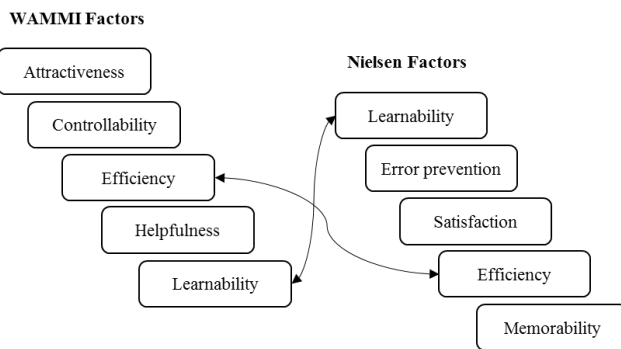 WAMMI Factors
Attractiveness
Controllability
Efficiency
Helpfulness
Learnability
Nielsen Factors
Learnability
Error prevention
Satisfaction
Efficiency
Memorability